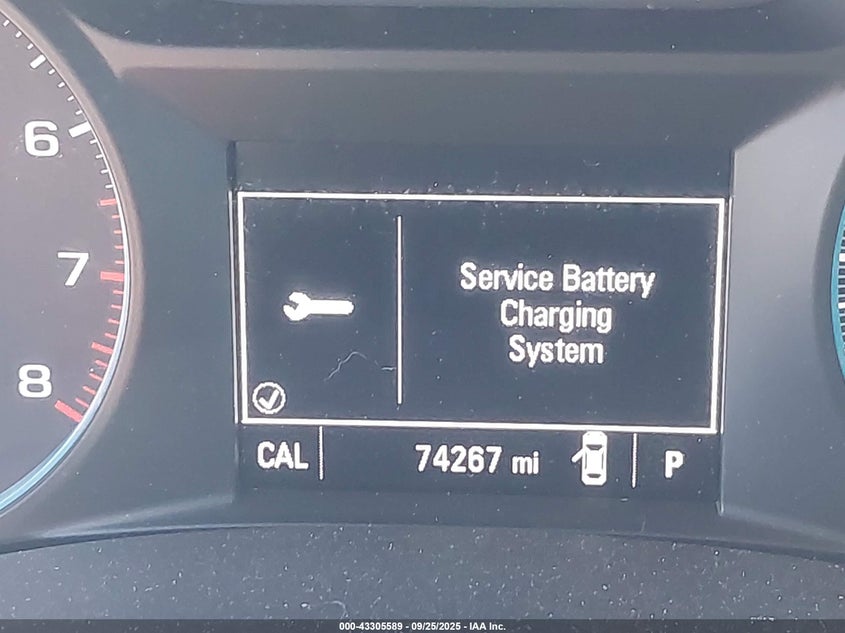 6
7
8
Service Battery
Charging
System
CAL 74267 mi P
000-43305589 - 09/25/2025 - IAA Inc.